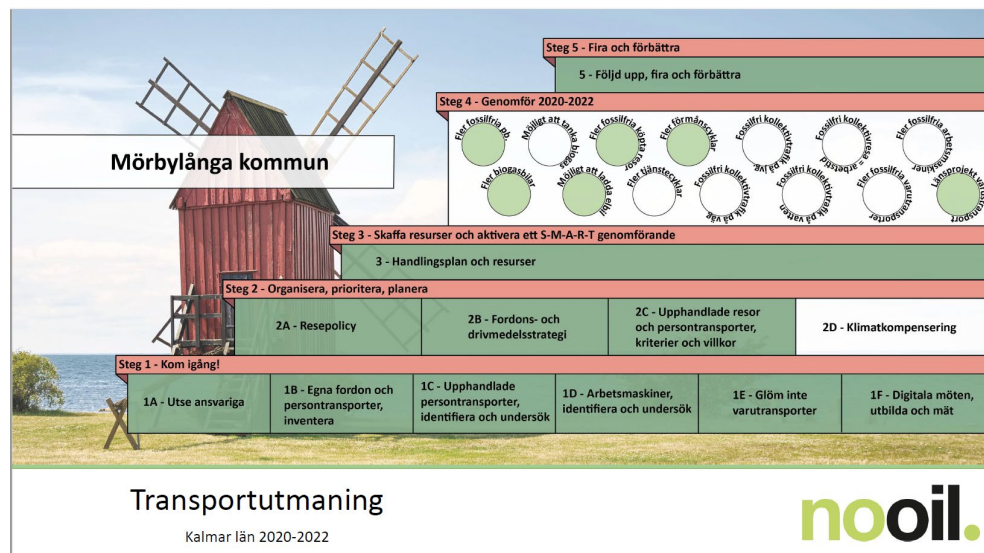 Steg 5 - Fira och förbättra
5 - Följd upp, fira och förbättra
Steg 4 - Genomför 2020-2022
Fler fossilfria pb.
Möjligt att tanka biogas
Fler fossilfria köpta resor
Fler förmånscyklar
Fossilfri kollektivtrafik på väg
Fossilfri kollektivresa = arbetstid
Fler fossilfria arbetsmaskiner
Fler biogasbilar
Möjligt att ladda elbil
Fler tjänstecyklar
Fossilfri kollektivtrafik på väg
Fossilfri kollektivtrafik på vatten
Fler fossilfria varutransporter
Länsprojekt
Mörbylånga kommun
Steg 3 - Skaffa resurser och aktivera ett S-M-A-R-T genomförande
3 - Handlingsplan och resurser
Steg 2 - Organisera, prioritera, planera
2A - Resepolicy
2B - Fordons- och
drivmedelsstrategi
2C - Upphandlade resor
och persontransporter,
kriterier och villkor
2D - Klimatkompensering
Steg 1 - Kom igång!
1A - Utse ansvariga
1B - Egna fordon och
persontransporter,
inventera
1C - Upphandlade
persontransporter,
identifiera och undersök
1D - Arbetsmaskiner,
identifiera och undersök
1E - Glöm inte
varutransporter
1F - Digitala möten,
utbilda och mät
Transportutmaning
Kalmar län 2020-2022
nooil.